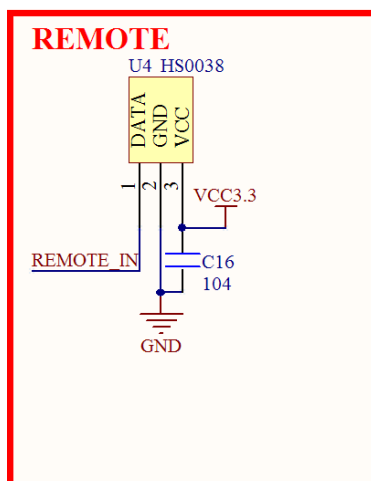 REMOTE
U4 HS0038
DATA
GND
VCC
1
2
3
VCC3.3
REMOTE_IN
C16
104
GND